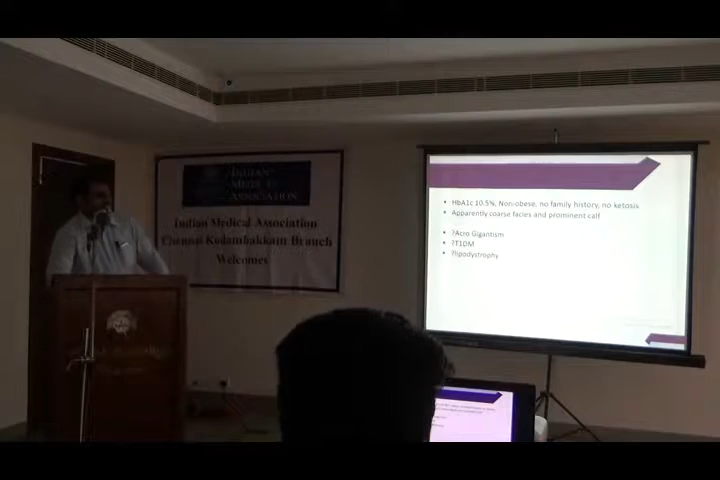 INDIAN
MEDICAL
ASSOCIATION
Indian Medical Association
Chennai Kodambakkam Branch
Welcomes
• HbA1c 10.5%, Non-obese, no family history, no ketosis
• Apparently coarse facies and prominent calf
• ?Acro Gigantism
• ?T1DM
• ?lipodystrophy